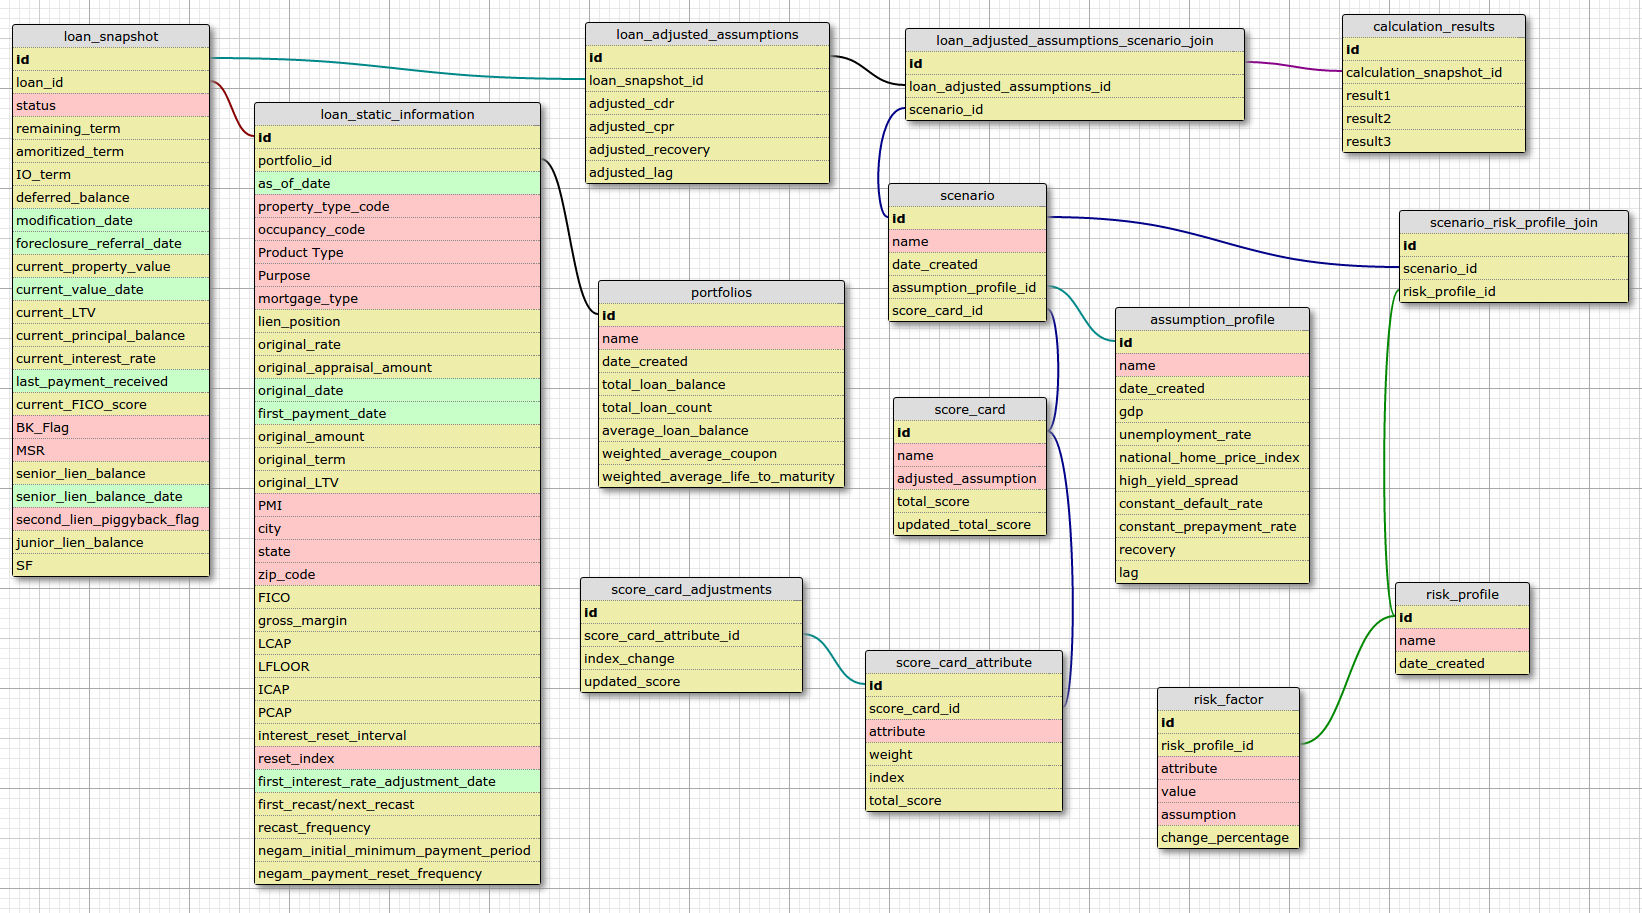 loan_snapshot
id
loan_id
status
remaining_term
amoritized_term
IO_term
deferred_balance
modification_date
foreclosure_referral_date
current_property_value
current_value_date
current_LTV
current_principal_balance
current_interest_rate
last_payment_received
current_FICO_score
BK_Flag
MSR
senior_lien_balance
senior_lien_balance_date
second_lien_piggyback_flag
junior_lien_balance
SF
loan_static_information
id
portfolio_id
as_of_date
property_type_code
occupancy_code
Product Type
Purpose
mortgage_type
lien_position
original_rate
original_appraisal_amount
original_date
first_payment_date
original_amount
original_term
original_LTV
PMI
city
state
zip_code
FICO
gross_margin
LCAP
LFLOOR
ICAP
PCAP
interest_reset_interval
reset_index
first_interest_rate_adjustment_date
first_recast/next_recast
recast_frequency
negam_initial_minimum_payment_period
negam_payment_reset_frequency
loan_adjusted_assumptions
id
loan_snapshot_id
adjusted_cdr
adjusted_cpr
adjusted_recovery
adjusted_lag
portfolios
id
name
date_created
total_loan_balance
total_loan_count
average_loan_balance
weighted_average_coupon
weighted_average_life_to_maturity
score_card_adjustments
id
score_card_attribute_id
index_change
updated_score
loan_adjusted_assumptions_scenario_join
id
loan_adjusted_assumptions_id
scenario_id
scenario
id
name
date_created
assumption_profile_id
score_card_id
score_card
id
name
adjusted_assumption
total_score
updated_total_score
score_card_attribute
id
score_card_id
attribute
weight
index
total_score
assumption_profile
id
name
date_created
gdp
unemployment_rate
national_home_price_index
high_yield_spread
constant_default_rate
constant_prepayment_rate
recovery
lag
risk_factor
id
risk_profile_id
attribute
value
assumption
change_percentage
calculation_results
id
calculation_snapshot_id
result1
result2
result3
scenario_risk_profile_join
id
scenario_id
risk_profile_id
risk_profile
id
name
date_created